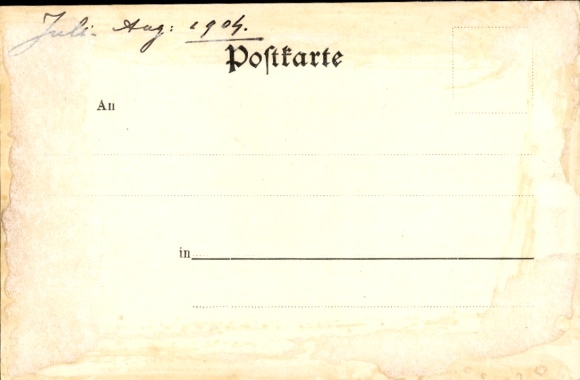 Juli - Aug: 1904.
Poſtkarte
An
in